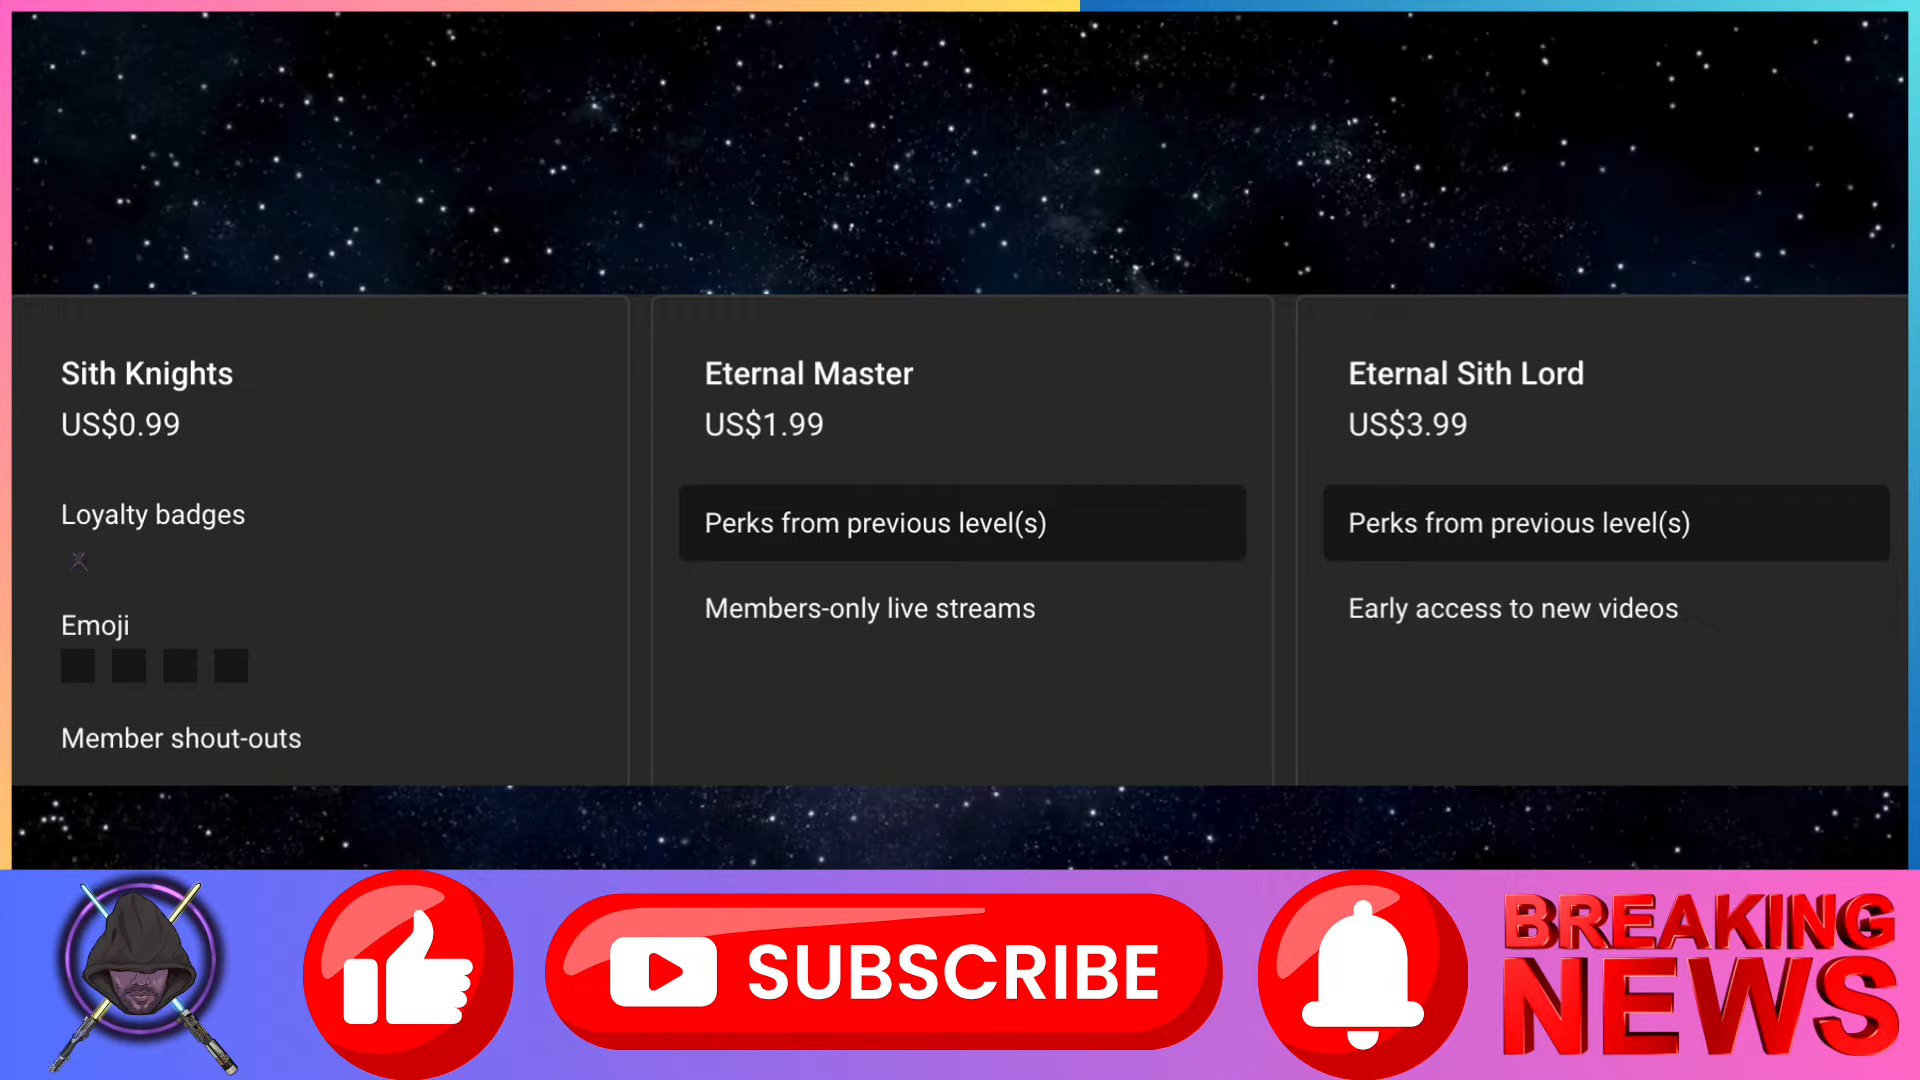 Sith Knights
US$0.99
Loyalty badges
Emoji
Member shout-outs
Eternal Master
US$1.99
Perks from previous level(s)
Members-only live streams
Eternal Sith Lord
US$3.99
Perks from previous level(s)
Early access to new videos
SUBSCRIBE
BREAKING
NEWS